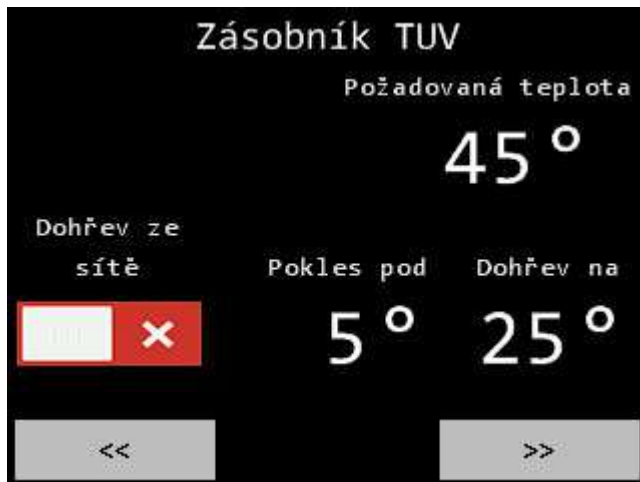 Zásobník TUV
Požadovaná teplota
45°
Dohřev ze
sítě
Pokles pod
Dohřev na
5°
25°
<<
>>